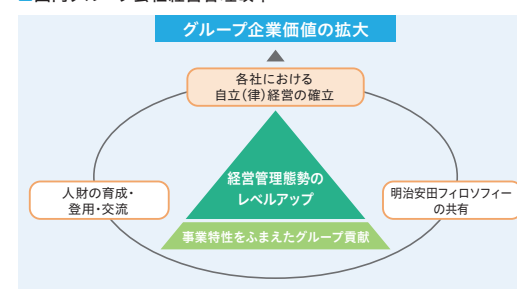 グループ企業価値の拡大
各社における
自立(律)経営の確立
経営管理態勢の
レベルアップ
人財の育成・
登用・交流
明治安田フィロソフィー
の共有
事業特性をふまえたグループ貢献